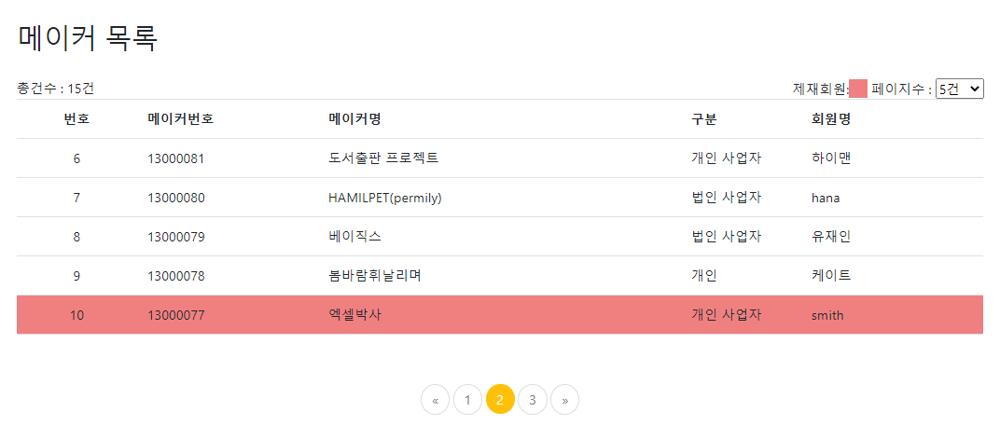 메이커 목록
총건수 : 15건 제재회원: 페이지수 : 5건
번호 메이커번호 메이커명 구분 회원명
6 13000081 도서출판 프로젝트 개인 사업자 하이맨
7 13000080 HAMILPET(permily) 법인 사업자 hana
8 13000079 베이직스 법인 사업자 유재인
9 13000078 봄바람휘날리며 개인 케이트
10 13000077 엑셀박사 개인 사업자 smith
« 1 2 3 »